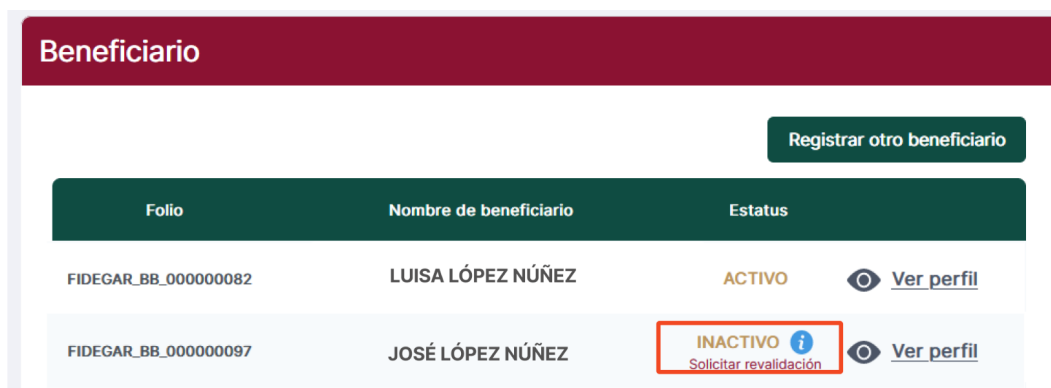 Beneficiario
Registrar otro beneficiario
Folio Nombre de beneficiario Estatus
FIDEGAR_BB_000000082 LUISA LÓPEZ NÚÑEZ ACTIVO Ver perfil
FIDEGAR_BB_000000097 JOSÉ LÓPEZ NÚÑEZ INACTIVO i Ver perfil
Solicitar revalidación